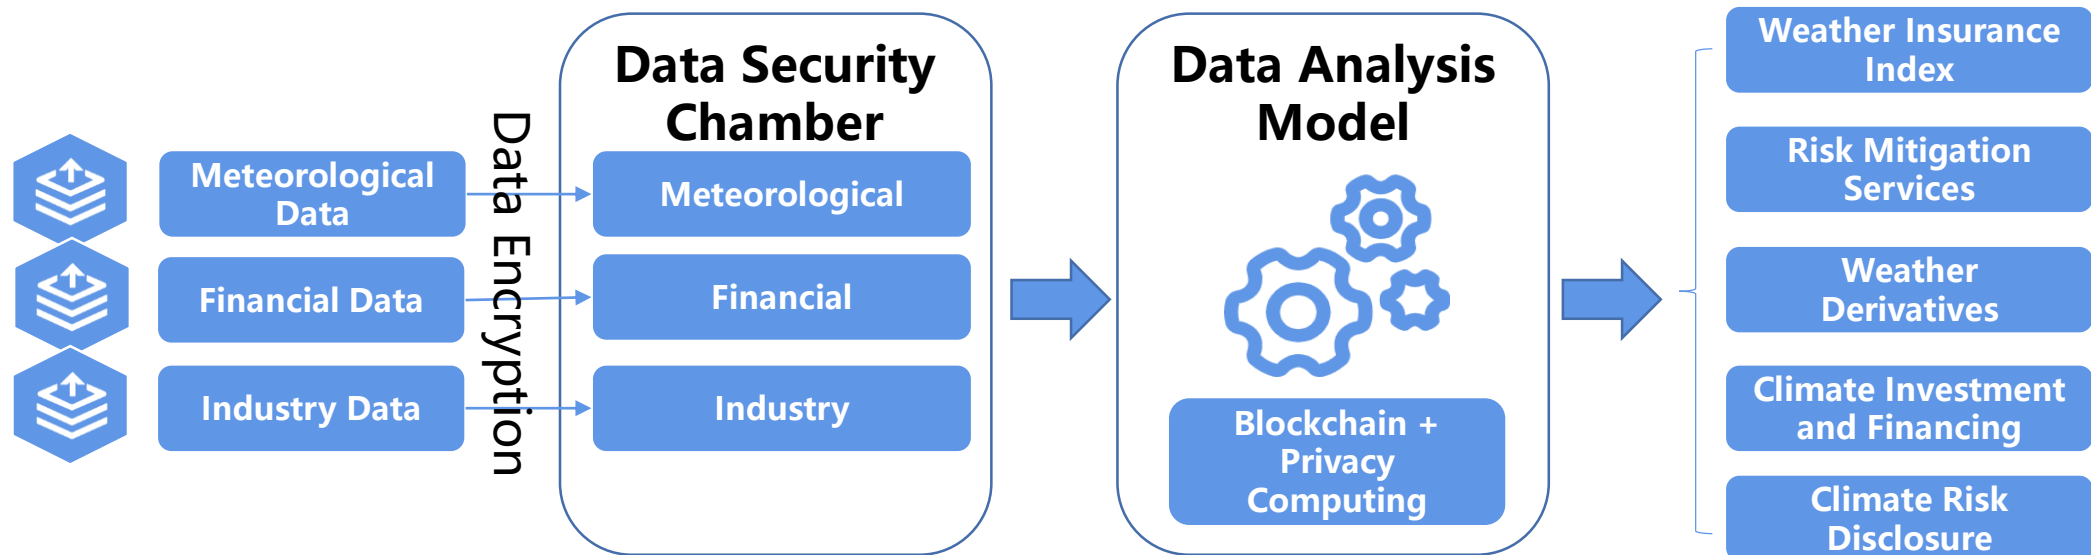 Meteorological
Data
Financial Data
Industry Data
Data Encryption
Data Security
Chamber
Meteorological
Financial
Industry
Data Analysis
Model
Blockchain +
Privacy
Computing
Weather Insurance
Index
Risk Mitigation
Services
Weather
Derivatives
Climate Investment
and Financing
Climate Risk
Disclosure